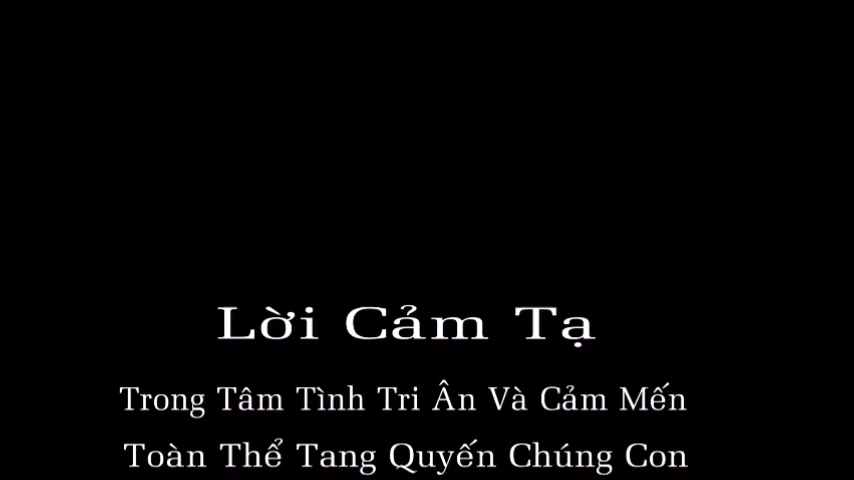 Lời Cảm Tạ
Trong Tâm Tình Tri Ân Và Cảm Mến
Toàn Thể Tang Quyến Chúng Con